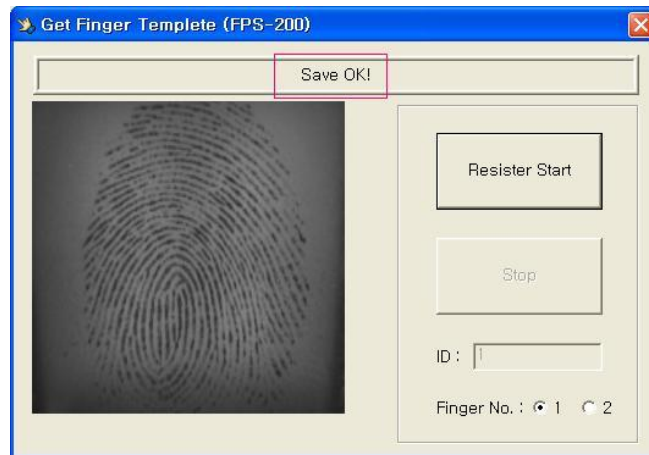 Get Finger Templete (FPS-200)
Save OK!
Resister Start
Stop
ID : 1
Finger No. : 1 2